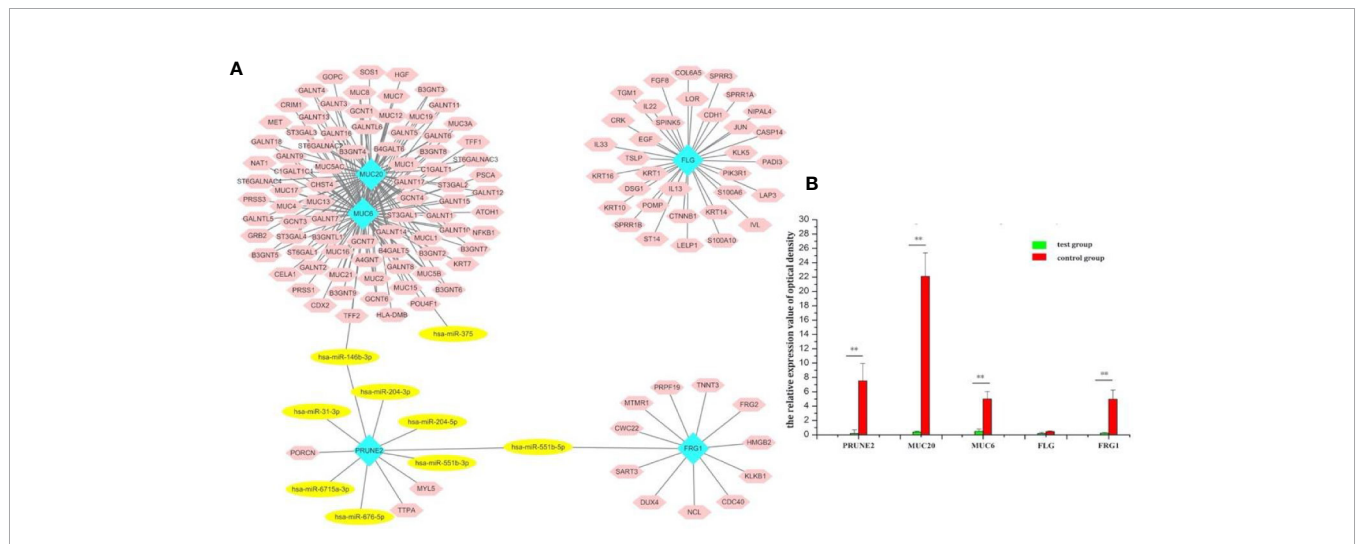 A
SOS1
HGF
GOPC
B3GNT3
GALNT4
MUC8
MUC7
CRIM1
GALNT3
GCNT1
MUC12
MUC19
GALNT11
GALNT13
MET
ST3GAL3
GALNT16
GALNTL6
GALNT5
GALNT6
MUC3A
GALNT18
B3GNT4
B4GALT6
B3GNT8
TFF1
NAT1
GALNT9
MUC5AC
MUC1
C1GALT1
ST6GALNAC3
C1GALT1C1
MUC20
PSCA
ST6GALNAC4
MUC17
CHST4
GALNT17
ST3GAL2
GALNT12
PRSS3
MUC4
MUC13
GCNT4
GALNT15
GALNTL5
GCNT3
GALNT7
MUC6
ST3GAL1
GALNT1
ATOH1
GRB2
ST3GAL4
B3GNTL1
GALNT14
MUCL1
GALNT10
NFKB1
B3GNT5
ST6GAL1
MUC16
GCNT7
B4GALT5
B3GNT2
B3GNT7
CELA1
GALNT2
A4GNT
GALNT8
KRT7
PRSS1
MUC21
MUC2
MUC5B
B3GNT9
MUC15
B3GNT6
CDX2
GCNT6
POU4F1
TFF2
HLA-DMB
hsa-miR-375
hsa-miR-146b-3p
hsa-miR-204-3p
hsa-miR-31-3p
hsa-miR-204-5p
PORCN
PRUNE2
hsa-miR-551b-5p
hsa-miR-551b-3p
hsa-miR-6715a-3p
MYL5
TTPA
hsa-miR-676-5p
COL6A5
FGF8
SPRR3
TGM1
LOR
SPRR1A
IL22
CDH1
NIPAL4
CRK
SPINK5
JUN
CASP14
EGF
IL33
TSLP
FLG
KLK5
PADI3
KRT16
KRT1
PIK3R1
DSG1
IL13
S100A6
LAP3
KRT10
POMP
SPRR1B
CTNNB1
KRT14
IVL
ST14
LELP1
S100A10
PRPF19
TNNT3
MTMR1
FRG2
CWC22
HMGB2
FRG1
SART3
KLKB1
DUX4
CDC40
NCL
B
the relative expression value of optical density
30
28
26
24
22
20
18
16
14
12
10
8
6
4
2
0
**
**
**
**
test group
control group
PRUNE2 MUC20 MUC6 FLG FRG1